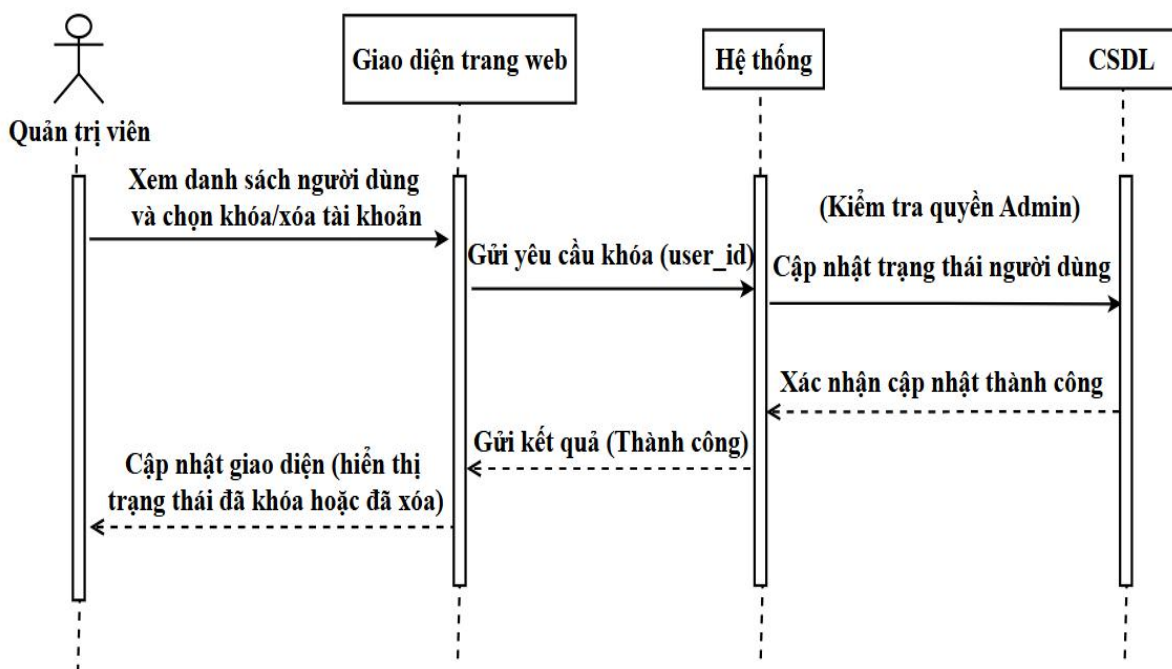 Giao diện trang web
Hệ thống
CSDL
Quản trị viên
Xem danh sách người dùng
và chọn khóa/xóa tài khoản
(Kiểm tra quyền Admin)
Gửi yêu cầu khóa (user_id)
Cập nhật trạng thái người dùng
Xác nhận cập nhật thành công
Gửi kết quả (Thành công)
Cập nhật giao diện (hiển thị
trạng thái đã khóa hoặc đã xóa)